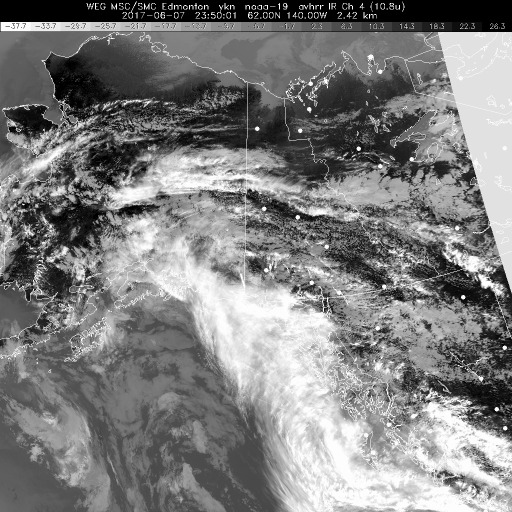 WEG MSC/SMC Edmonton ykn noaa-19 avhrr IR Ch 4 (10.8u)
2017-06-07 23:50:01 62.00N 140.00W 2.42 km
-37.7 -33.7 -29.7 -25.7 -21.7 -17.7 -13.7 -9.7 -5.7 -1.7 2.3 6.3 10.3 14.3 18.3 22.3 26.3